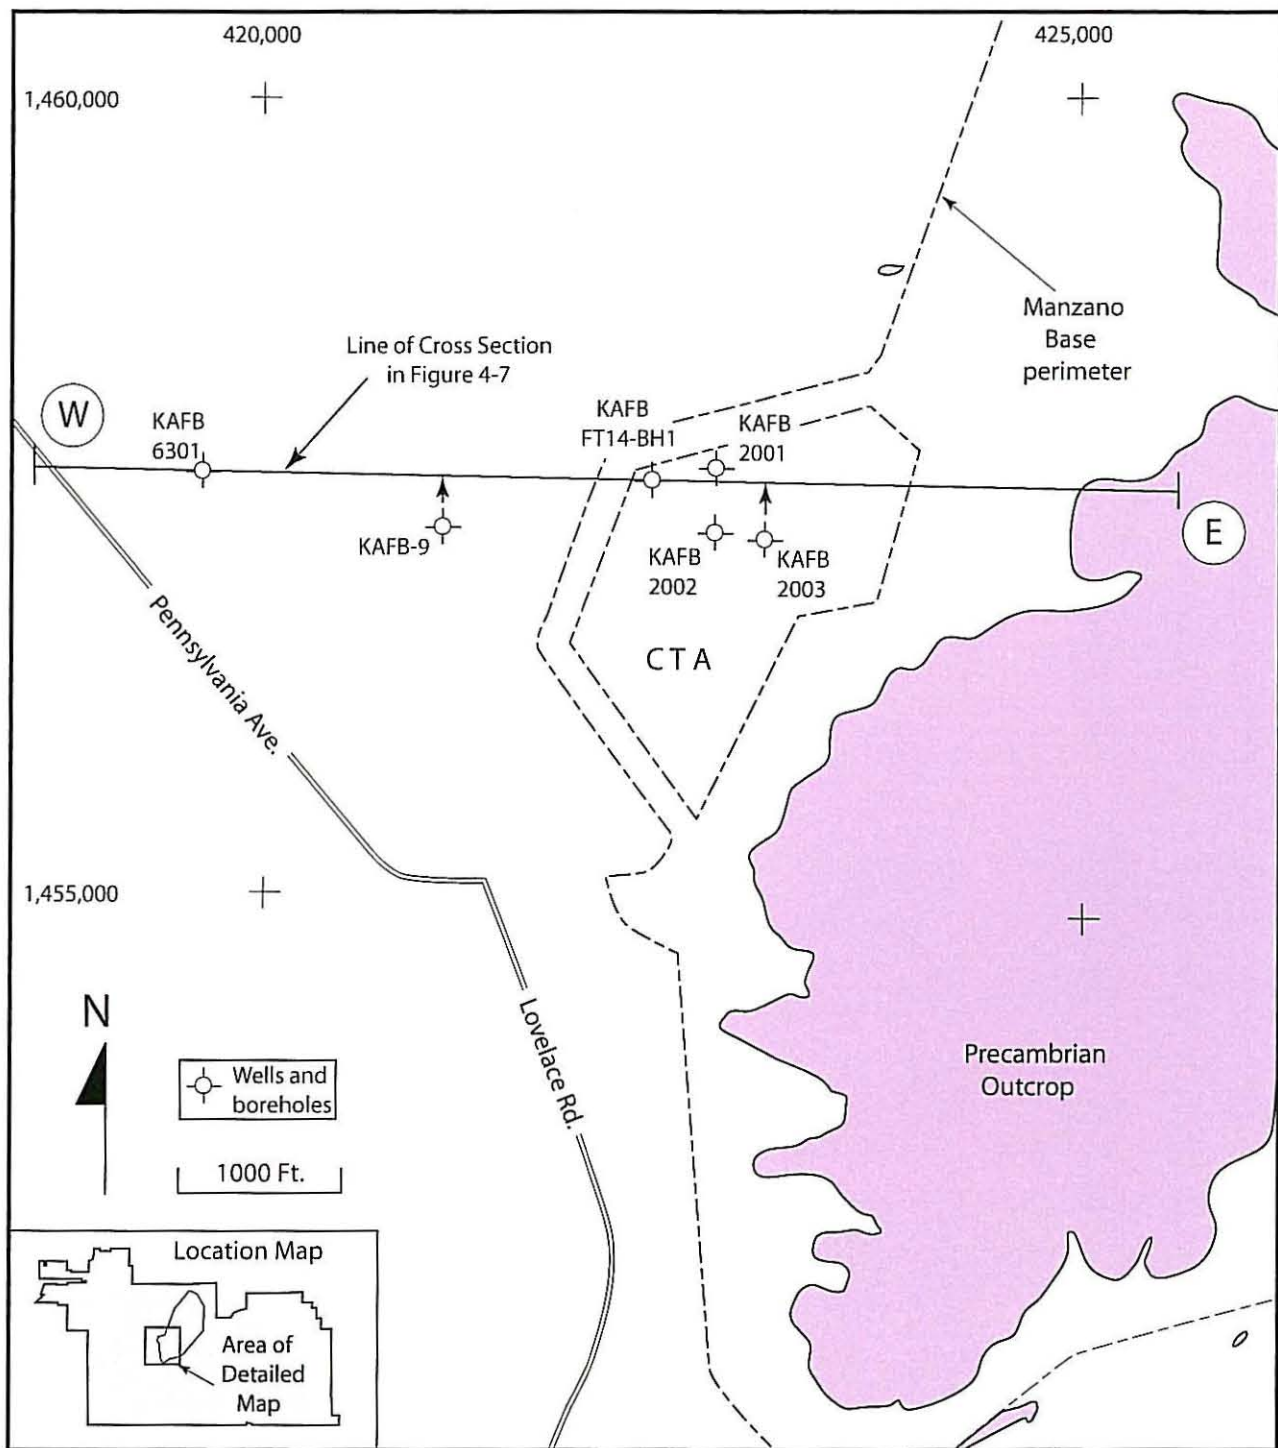 420,000
425,000
1,460,000
Manzano
Base
perimeter
Line of Cross Section
in Figure 4-7
W
KAFB
6301
KAFB
FT14-BH1
KAFB
2001
KAFB-9
KAFB
2002
KAFB
2003
E
CTA
Pennsylvania Ave.
1,455,000
Lovelace Rd.
Precambrian
Outcrop
N
Wells and
boreholes
1000 Ft.
Location Map
Area of
Detailed
Map